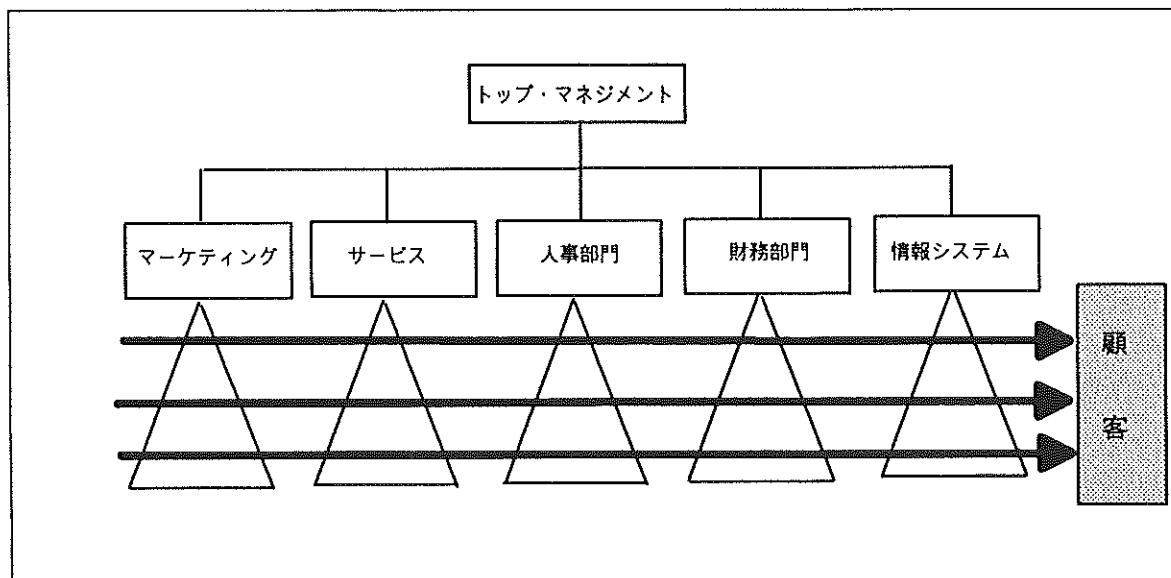 トップ・マネジメント
マーケティング
サービス
人事部門
財務部門
情報システム
顧
客